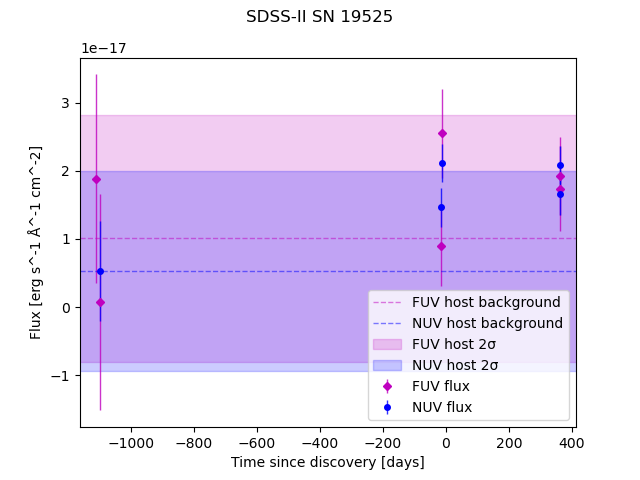 SDSS-II SN 19525
1e−17
3
2
1
0
−1
Flux [erg s^-1 Å^-1 cm^-2]
FUV host background
NUV host background
FUV host 2σ
NUV host 2σ
FUV flux
NUV flux
−1000 −800 −600 −400 −200 0 200 400
Time since discovery [days]